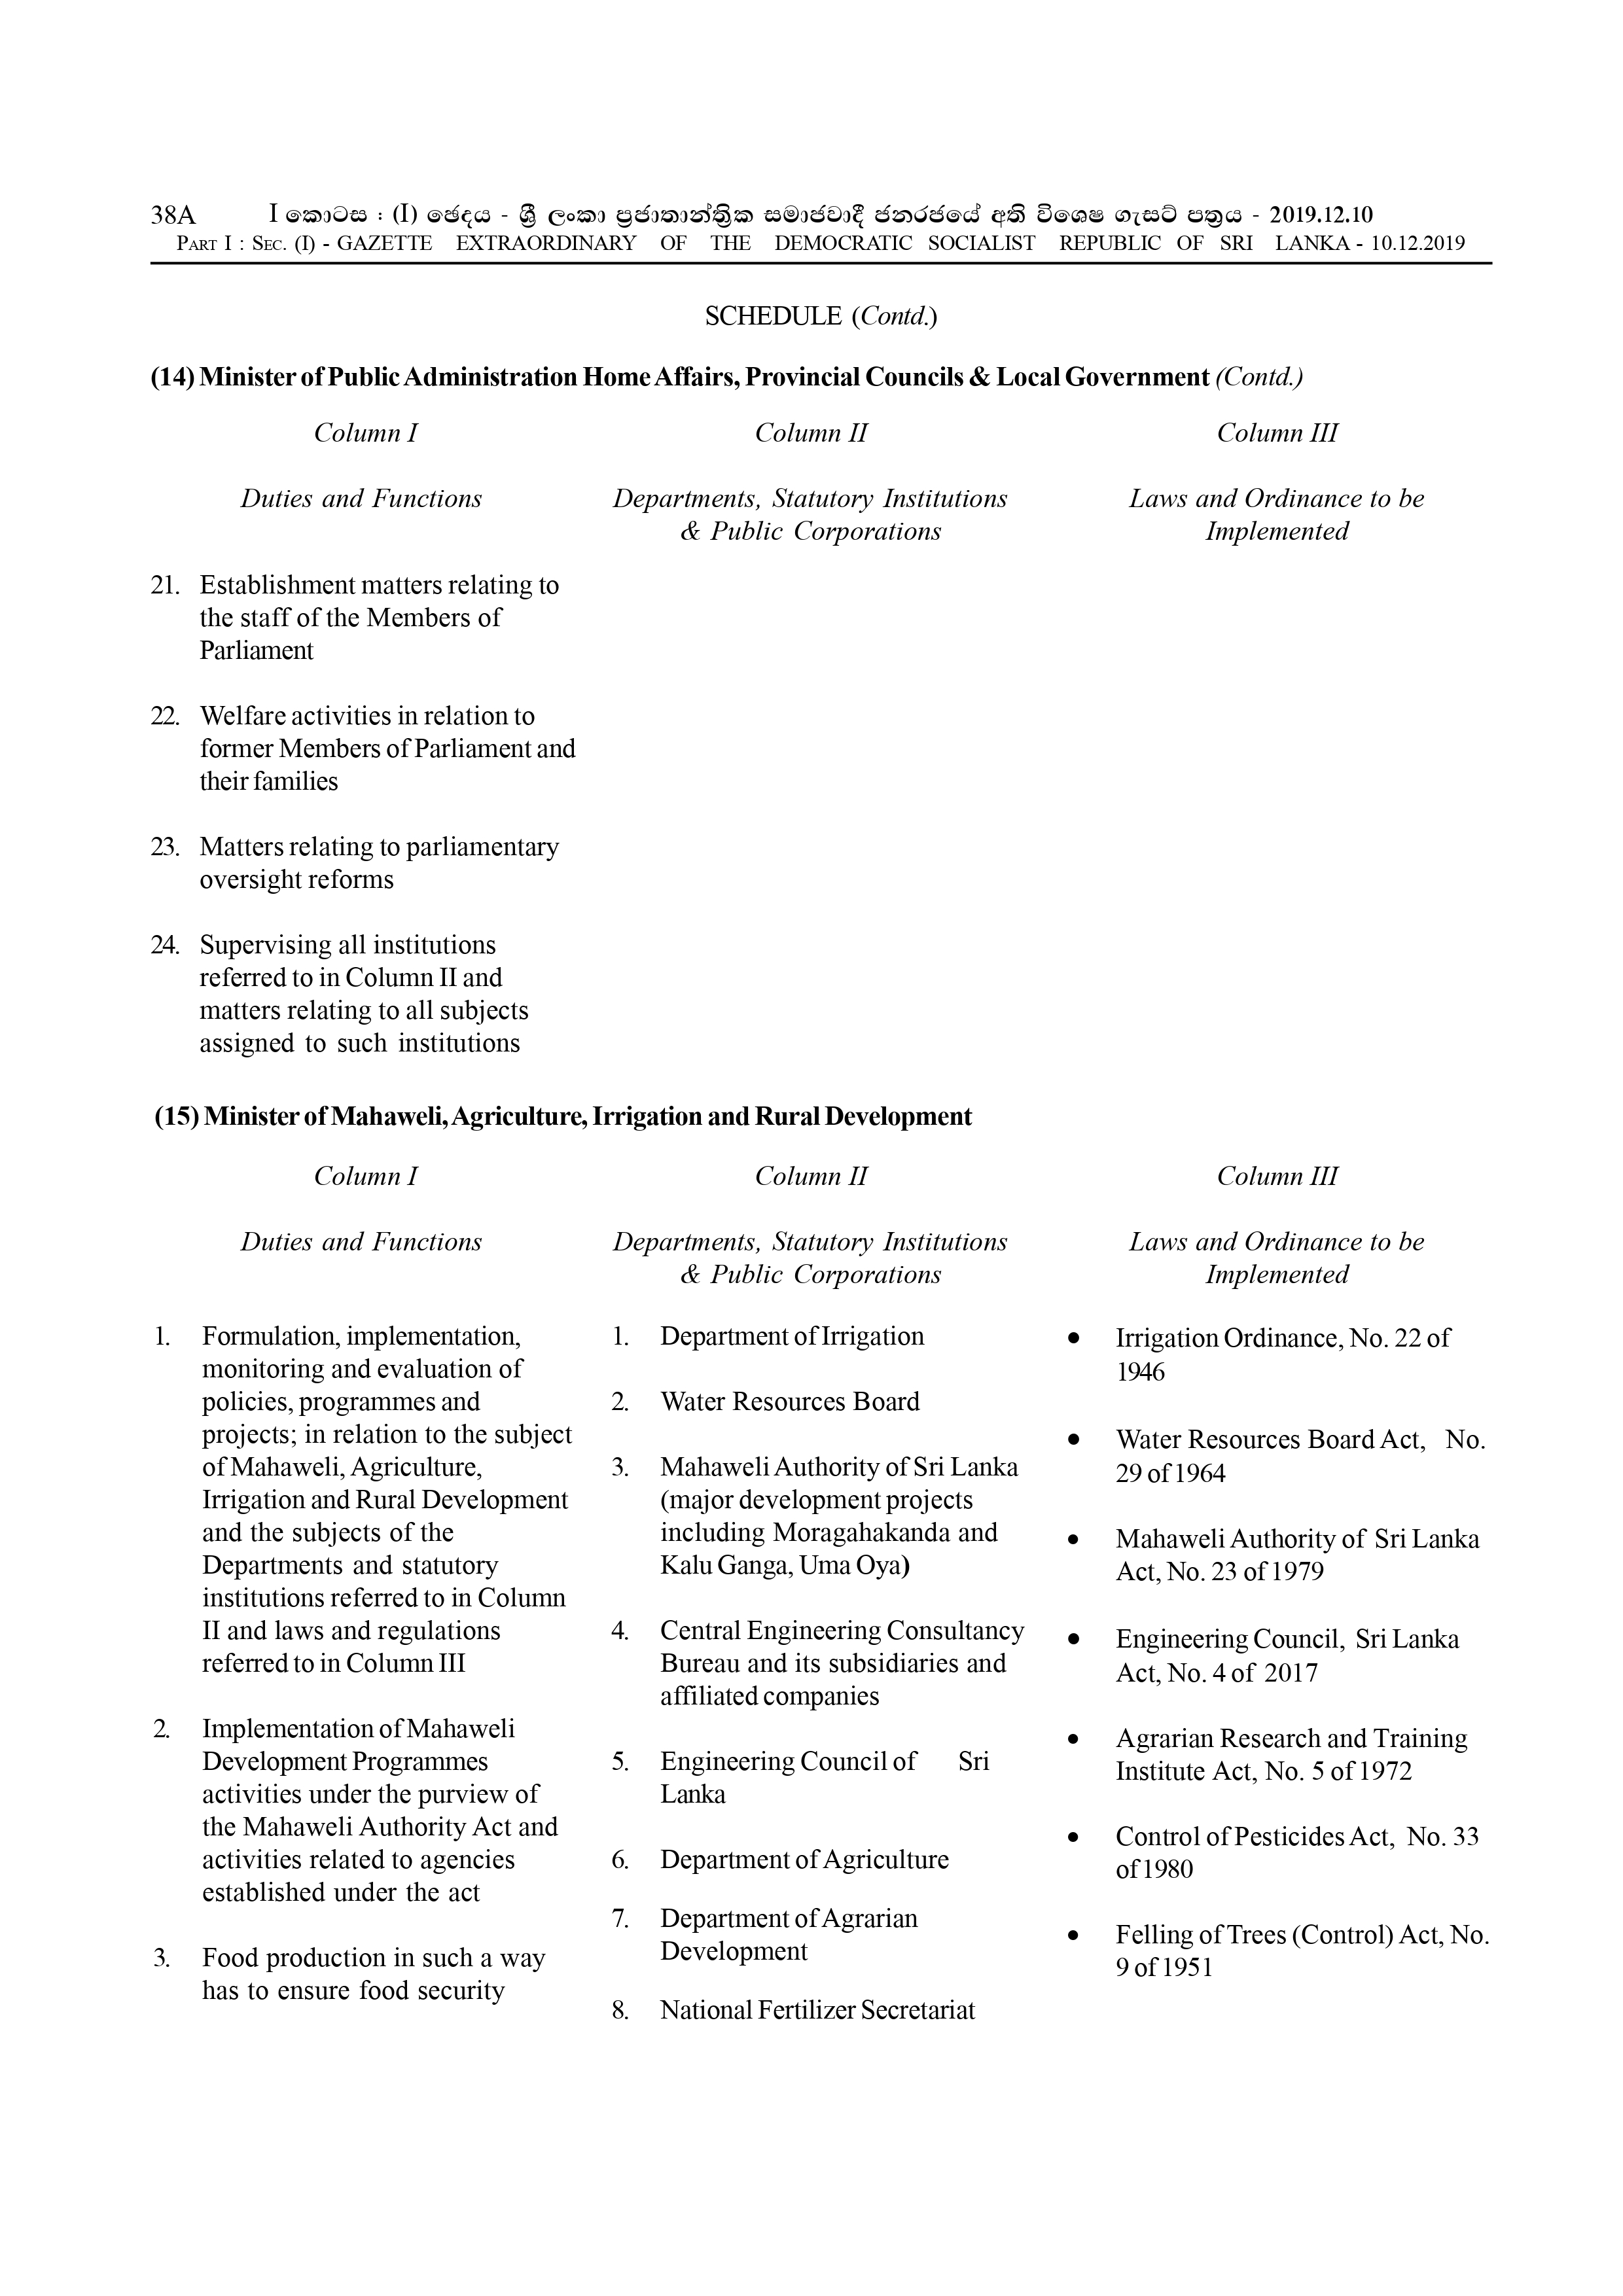 38A I කොටස : (I) ඡෙදය - ශ්‍රී ලංකා ප්‍රජාතාන්ත්‍රික සමාජවාදී ජනරජයේ අති විශෙෂ ගැසට් පත්‍රය - 2019.12.10
PART I : SEC. (I) - GAZETTE EXTRAORDINARY OF THE DEMOCRATIC SOCIALIST REPUBLIC OF SRI LANKA - 10.12.2019
SCHEDULE (Contd.)
(14) Minister of Public Administration Home Affairs, Provincial Councils & Local Government (Contd.)
Column I
Duties and Functions
Column II
Departments, Statutory Institutions
& Public Corporations
Column III
Laws and Ordinance to be
Implemented
21. Establishment matters relating to
the staff of the Members of
Parliament
22. Welfare activities in relation to
former Members of Parliament and
their families
23. Matters relating to parliamentary
oversight reforms
24. Supervising all institutions
referred to in Column II and
matters relating to all subjects
assigned to such institutions
(15) Minister of Mahaweli, Agriculture, Irrigation and Rural Development
Column I
Duties and Functions
Column II
Departments, Statutory Institutions
& Public Corporations
Column III
Laws and Ordinance to be
Implemented
1. Formulation, implementation,
monitoring and evaluation of
policies, programmes and
projects; in relation to the subject
of Mahaweli, Agriculture,
Irrigation and Rural Development
and the subjects of the
Departments and statutory
institutions referred to in Column
II and laws and regulations
referred to in Column III
2. Implementation of Mahaweli
Development Programmes
activities under the purview of
the Mahaweli Authority Act and
activities related to agencies
established under the act
3. Food production in such a way
has to ensure food security
1. Department of Irrigation
2. Water Resources Board
3. Mahaweli Authority of Sri Lanka
(major development projects
including Moragahakanda and
Kalu Ganga, Uma Oya)
4. Central Engineering Consultancy
Bureau and its subsidiaries and
affiliated companies
5. Engineering Council of Sri
Lanka
6. Department of Agriculture
7. Department of Agrarian
Development
8. National Fertilizer Secretariat
• Irrigation Ordinance, No. 22 of
1946
• Water Resources Board Act, No.
29 of 1964
• Mahaweli Authority of Sri Lanka
Act, No. 23 of 1979
• Engineering Council, Sri Lanka
Act, No. 4 of 2017
• Agrarian Research and Training
Institute Act, No. 5 of 1972
• Control of Pesticides Act, No. 33
of 1980
• Felling of Trees (Control) Act, No.
9 of 1951